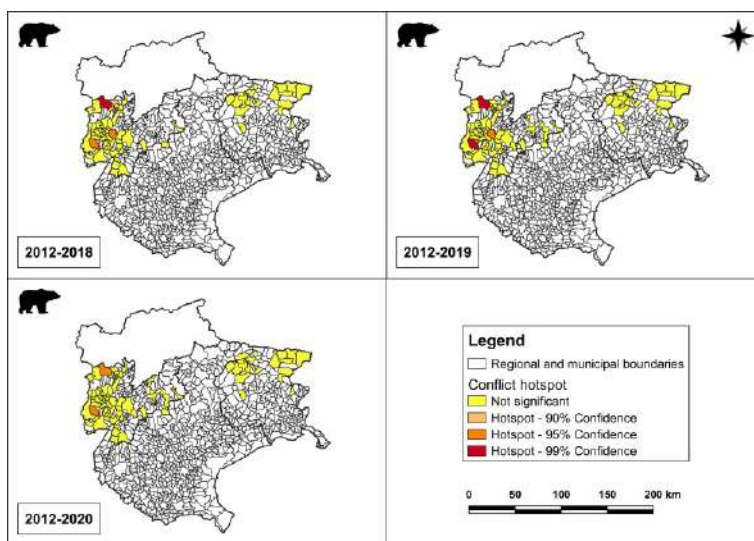 2012-2018
2012-2019
2012-2020
Legend
Regional and municipal boundaries
Conflict hotspot
Not significant
Hotspot - 90% Confidence
Hotspot - 95% Confidence
Hotspot - 99% Confidence
0 50 100 150 200 km